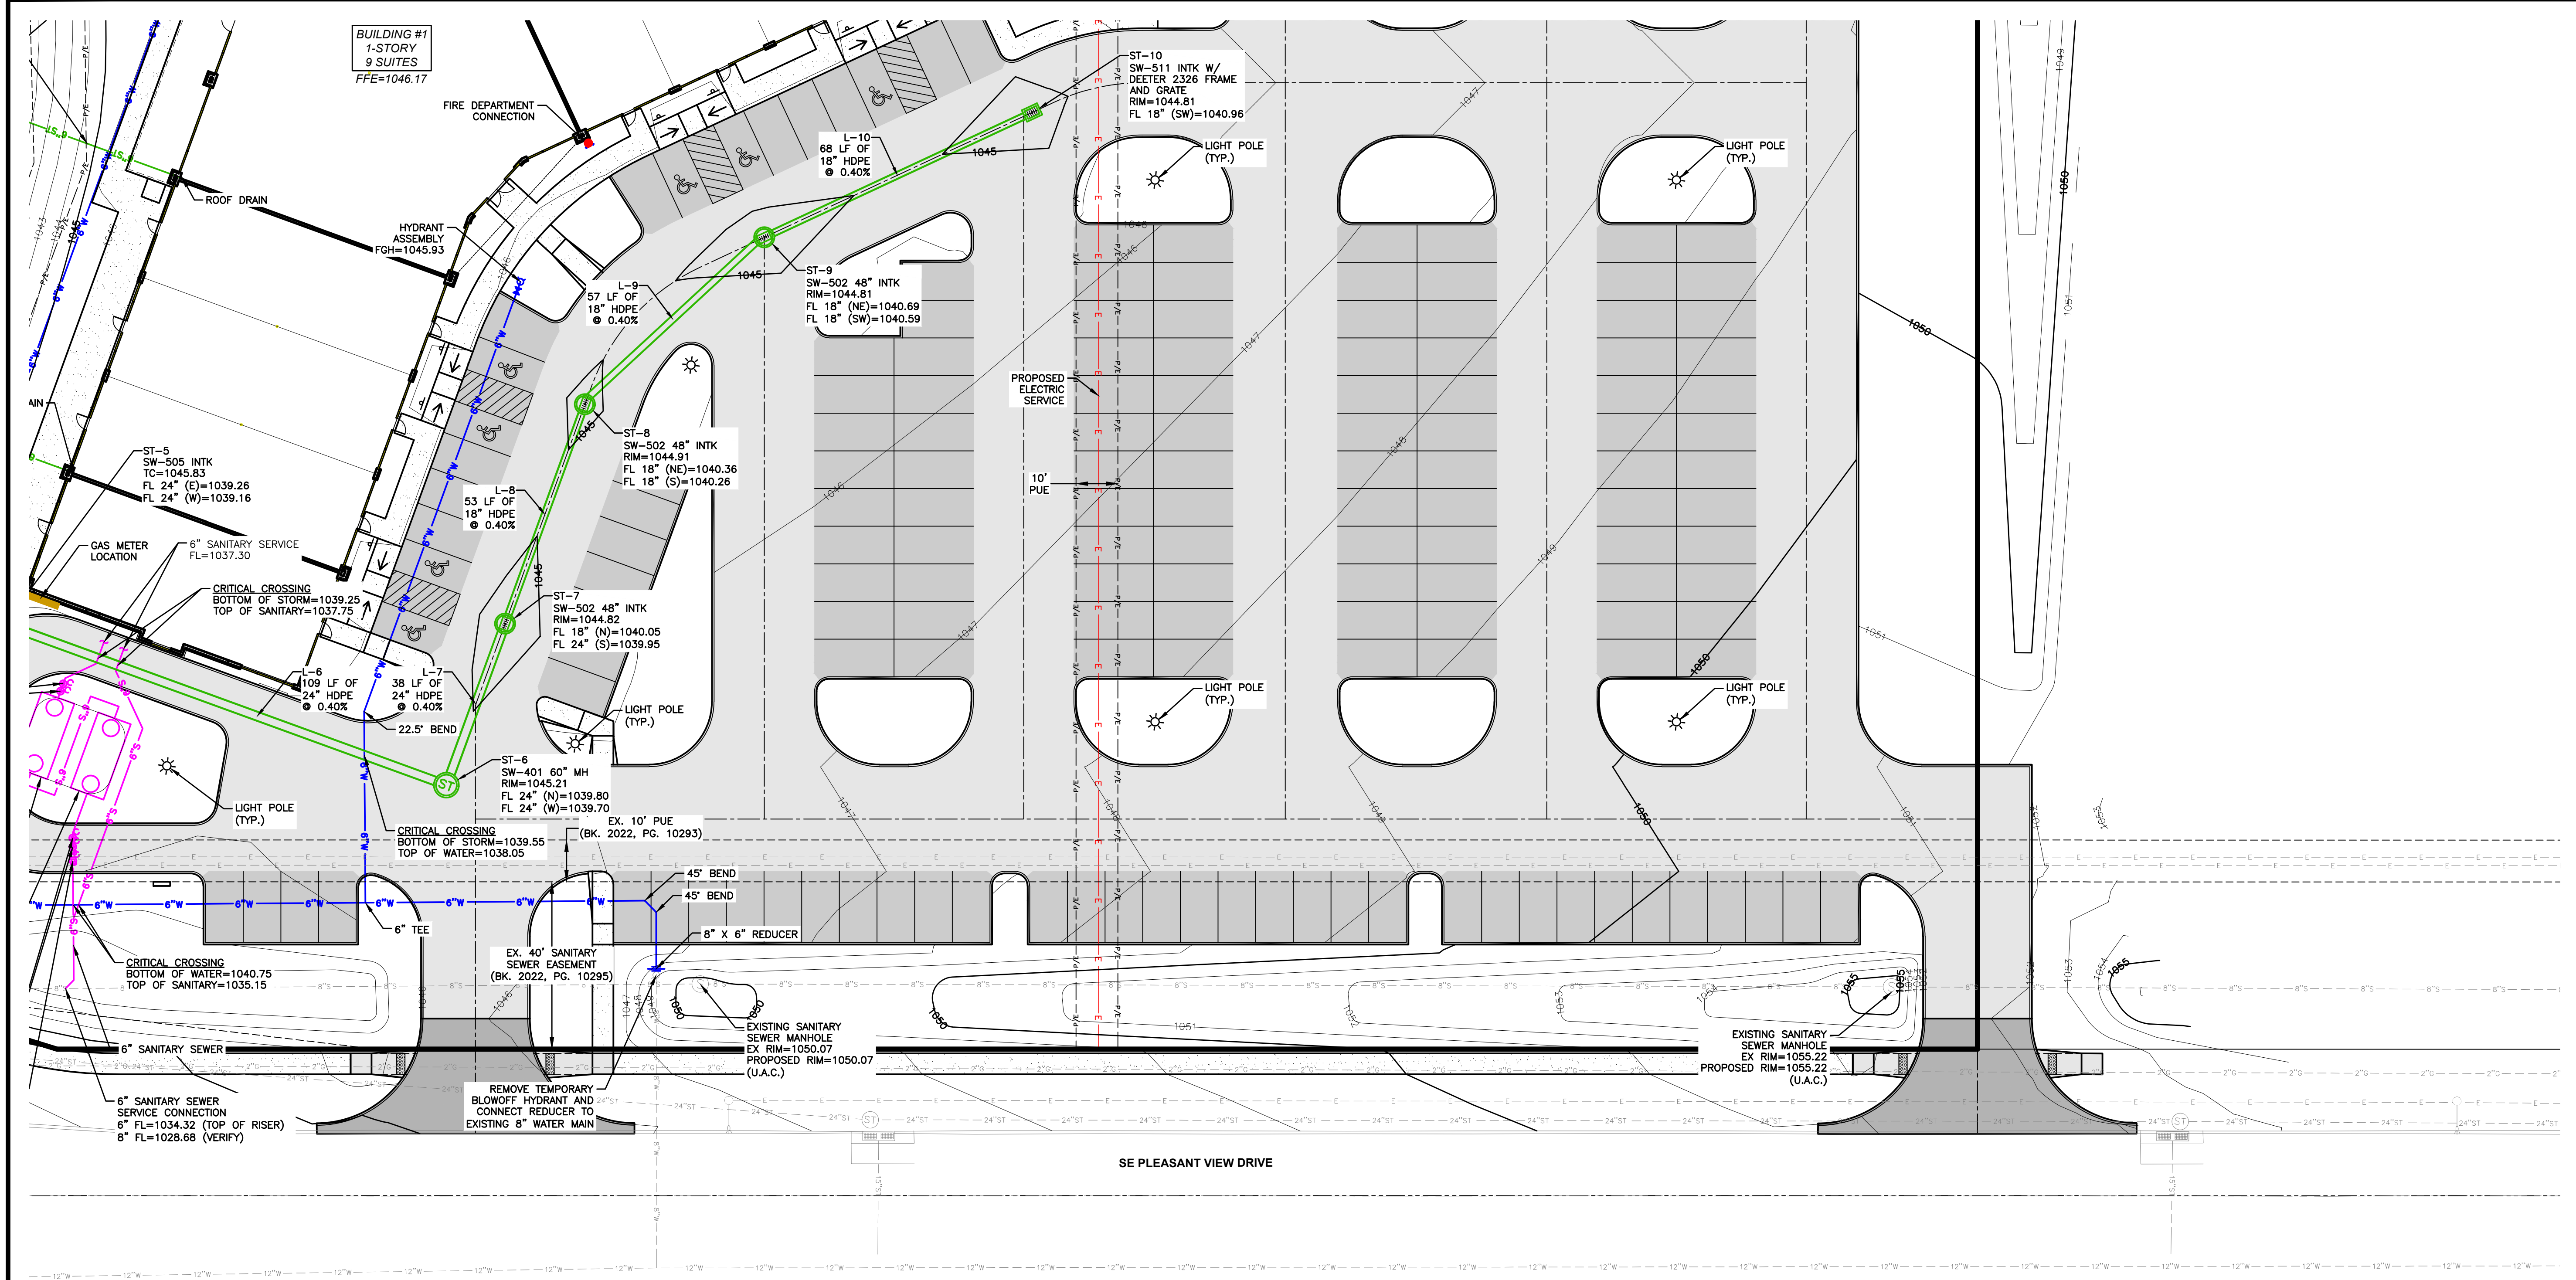 BUILDING #1
1-STORY
9 SUITES
FFE=1046.17
FIRE DEPARTMENT
CONNECTION
ST-10
SW-511 INTK W/
DEETER 2326 FRAME
AND GRATE
RIM=1044.81
FL 18" (SW)=1040.96
L-10
68 LF OF
18" HDPE
@ 0.40%
LIGHT POLE
(TYP.)
LIGHT POLE
(TYP.)
ROOF DRAIN
HYDRANT
ASSEMBLY
FGH=1045.93
ST-9
SW-502 48" INTK
RIM=1044.81
FL 18" (NE)=1040.69
FL 18" (SW)=1040.59
L-9
57 LF OF
18" HDPE
@ 0.40%
PROPOSED
ELECTRIC
SERVICE
AIN
ST-5
SW-505 INTK
TC=1045.83
FL 24" (E)=1039.26
FL 24" (W)=1039.16
ST-8
SW-502 48" INTK
RIM=1044.91
FL 18" (NE)=1040.36
FL 18" (S)=1040.26
L-8
53 LF OF
18" HDPE
@ 0.40%
10'
PUE
GAS METER
LOCATION
6" SANITARY SERVICE
FL=1037.30
CRITICAL CROSSING
BOTTOM OF STORM=1039.25
TOP OF SANITARY=1037.75
ST-7
SW-502 48" INTK
RIM=1044.82
FL 18" (N)=1040.05
FL 24" (S)=1039.95
L-6
109 LF OF
24" HDPE
@ 0.40%
L-7
38 LF OF
24" HDPE
@ 0.40%
22.5° BEND
LIGHT POLE
(TYP.)
LIGHT POLE
(TYP.)
LIGHT POLE
(TYP.)
ST
ST-6
SW-401 60" MH
RIM=1045.21
FL 24" (N)=1039.80
FL 24" (W)=1039.70
LIGHT POLE
(TYP.)
CRITICAL CROSSING
BOTTOM OF STORM=1039.55
TOP OF WATER=1038.05
EX. 10' PUE
(BK. 2022, PG. 10293)
45° BEND
45° BEND
8" X 6" REDUCER
6" TEE
EX. 40' SANITARY
SEWER EASEMENT
(BK. 2022, PG. 10295)
CRITICAL CROSSING
BOTTOM OF WATER=1040.75
TOP OF SANITARY=1035.15
EXISTING SANITARY
SEWER MANHOLE
EX RIM=1050.07
PROPOSED RIM=1050.07
(U.A.C.)
EXISTING SANITARY
SEWER MANHOLE
EX RIM=1055.22
PROPOSED RIM=1055.22
(U.A.C.)
6" SANITARY SEWER
REMOVE TEMPORARY
BLOWOFF HYDRANT AND
CONNECT REDUCER TO
EXISTING 8" WATER MAIN
6" SANITARY SEWER
SERVICE CONNECTION
6" FL=1034.32 (TOP OF RISER)
8" FL=1028.68 (VERIFY)
SE PLEASANT VIEW DRIVE